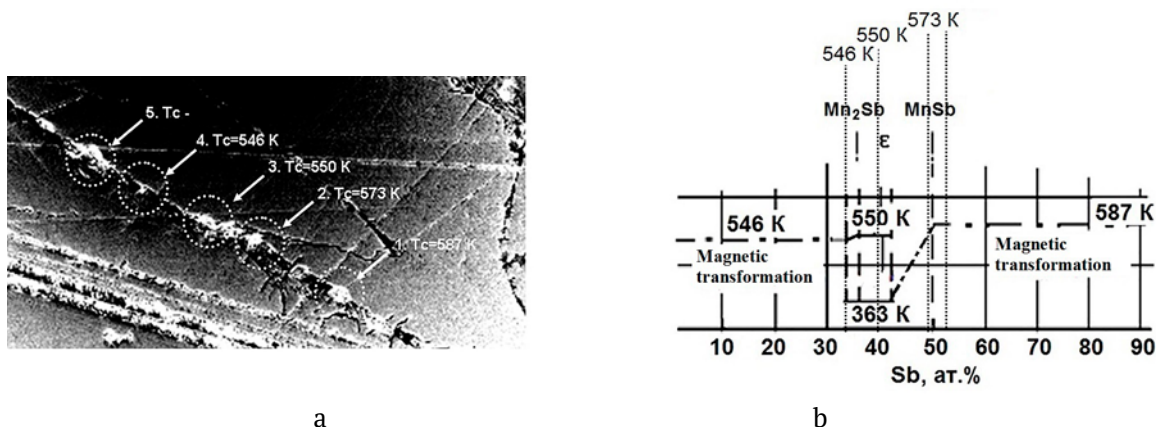 5. Tc -
4. Tc=546 K
3. Tc=550 K
2. Tc=573 K
1. Tc=587 K
a
573 K
550 K
546 K
Mn₂Sb
MnSb
ε
546 K
550 K
587 K
Magnetic
transformation
Magnetic
transformation
363 K
10 20 30 40 50 60 70 80 90
Sb, ат.%
b